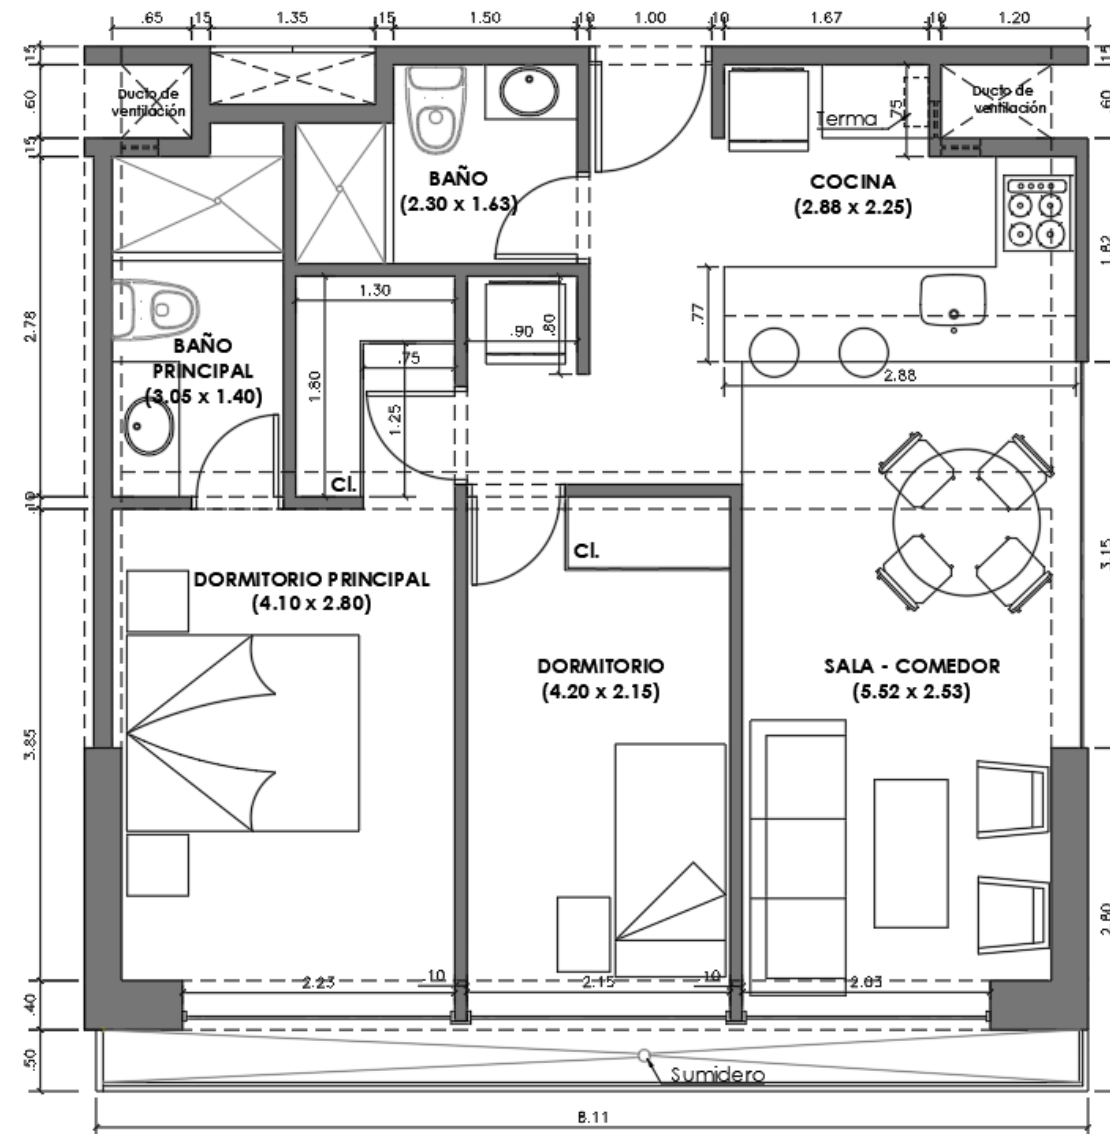 .65 .15 1.35 .15 1.50 .10 1.00 .10 1.67 .10 1.20
.15
.60
.15
2.78
.10
3.85
.40
.50
.15
.60
1.82
3.15
2.80
Ducto de
ventilación
Ducto de
ventilación
Terma
.75
BAÑO
(2.30 x 1.63)
COCINA
(2.88 x 2.25)
1.30
.90
.80
.77
2.88
BAÑO
PRINCIPAL
(3.05 x 1.40)
1.80
.75
1.25
Cl.
Cl.
DORMITORIO PRINCIPAL
(4.10 x 2.80)
DORMITORIO
(4.20 x 2.15)
SALA - COMEDOR
(5.52 x 2.53)
2.23 .10 2.15 .10 2.03
Sumidero
8.11